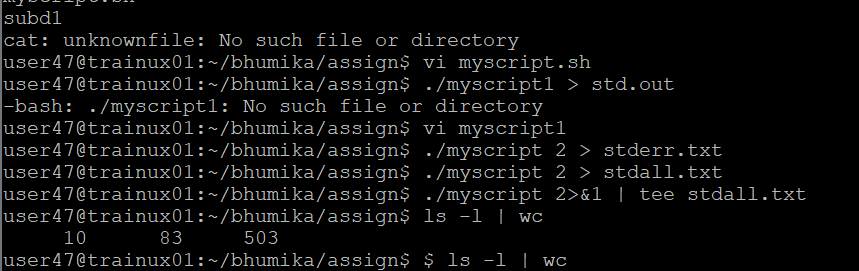 myscript.sh
subd1
cat: unknownfile: No such file or directory
user47@trainux01:~/bhumika/assign$ vi myscript.sh
user47@trainux01:~/bhumika/assign$ ./myscript1 > std.out
-bash: ./myscript1: No such file or directory
user47@trainux01:~/bhumika/assign$ vi myscript1
user47@trainux01:~/bhumika/assign$ ./myscript 2 > stderr.txt
user47@trainux01:~/bhumika/assign$ ./myscript 2 > stdall.txt
user47@trainux01:~/bhumika/assign$ ./myscript 2>&1 | tee stdall.txt
user47@trainux01:~/bhumika/assign$ ls -l | wc
     10      83     503
user47@trainux01:~/bhumika/assign$ $ ls -l | wc